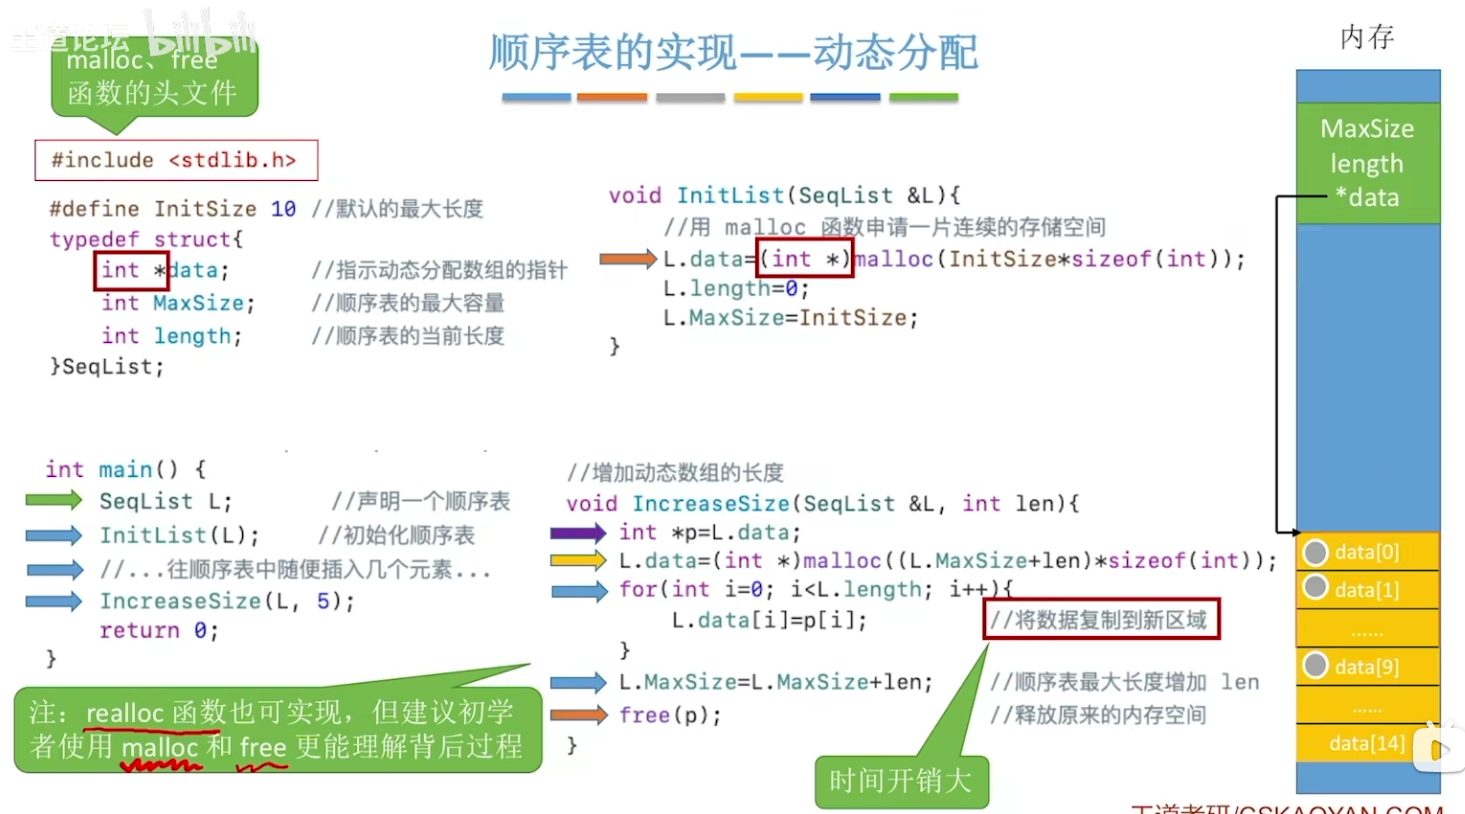 王道论坛 bilibili
malloc、free
函数的头文件
顺序表的实现——动态分配
内存
#include <stdlib.h>
#define InitSize 10 //默认的最大长度
typedef struct{
int *data; //指示动态分配数组的指针
int MaxSize; //顺序表的最大容量
int length; //顺序表的当前长度
}SeqList;
void InitList(SeqList &L){
//用 malloc 函数申请一片连续的存储空间
L.data=(int *)malloc(InitSize*sizeof(int));
L.length=0;
L.MaxSize=InitSize;
}
MaxSize
length
*data
int main() {
SeqList L; //声明一个顺序表
InitList(L); //初始化顺序表
//...往顺序表中随便插入几个元素...
IncreaseSize(L, 5);
return 0;
}
注：realloc 函数也可实现，但建议初学
者使用 malloc 和 free 更能理解背后过程
//增加动态数组的长度
void IncreaseSize(SeqList &L, int len){
int *p=L.data;
L.data=(int *)malloc((L.MaxSize+len)*sizeof(int));
for(int i=0; i<L.length; i++){
L.data[i]=p[i]; //将数据复制到新区域
}
L.MaxSize=L.MaxSize+len; //顺序表最大长度增加 len
free(p); //释放原来的内存空间
}
时间开销大
data[0]
data[1]
......
data[9]
......
data[14]
王道考研/CSKAOYAN.COM